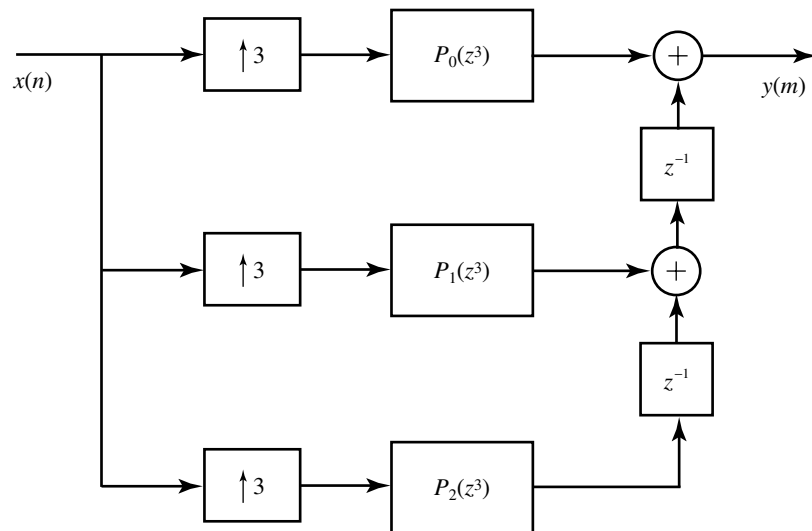 x(n)
↑ 3
P₀(z³)
+
y(m)
z⁻¹
↑ 3
P₁(z³)
+
z⁻¹
↑ 3
P₂(z³)